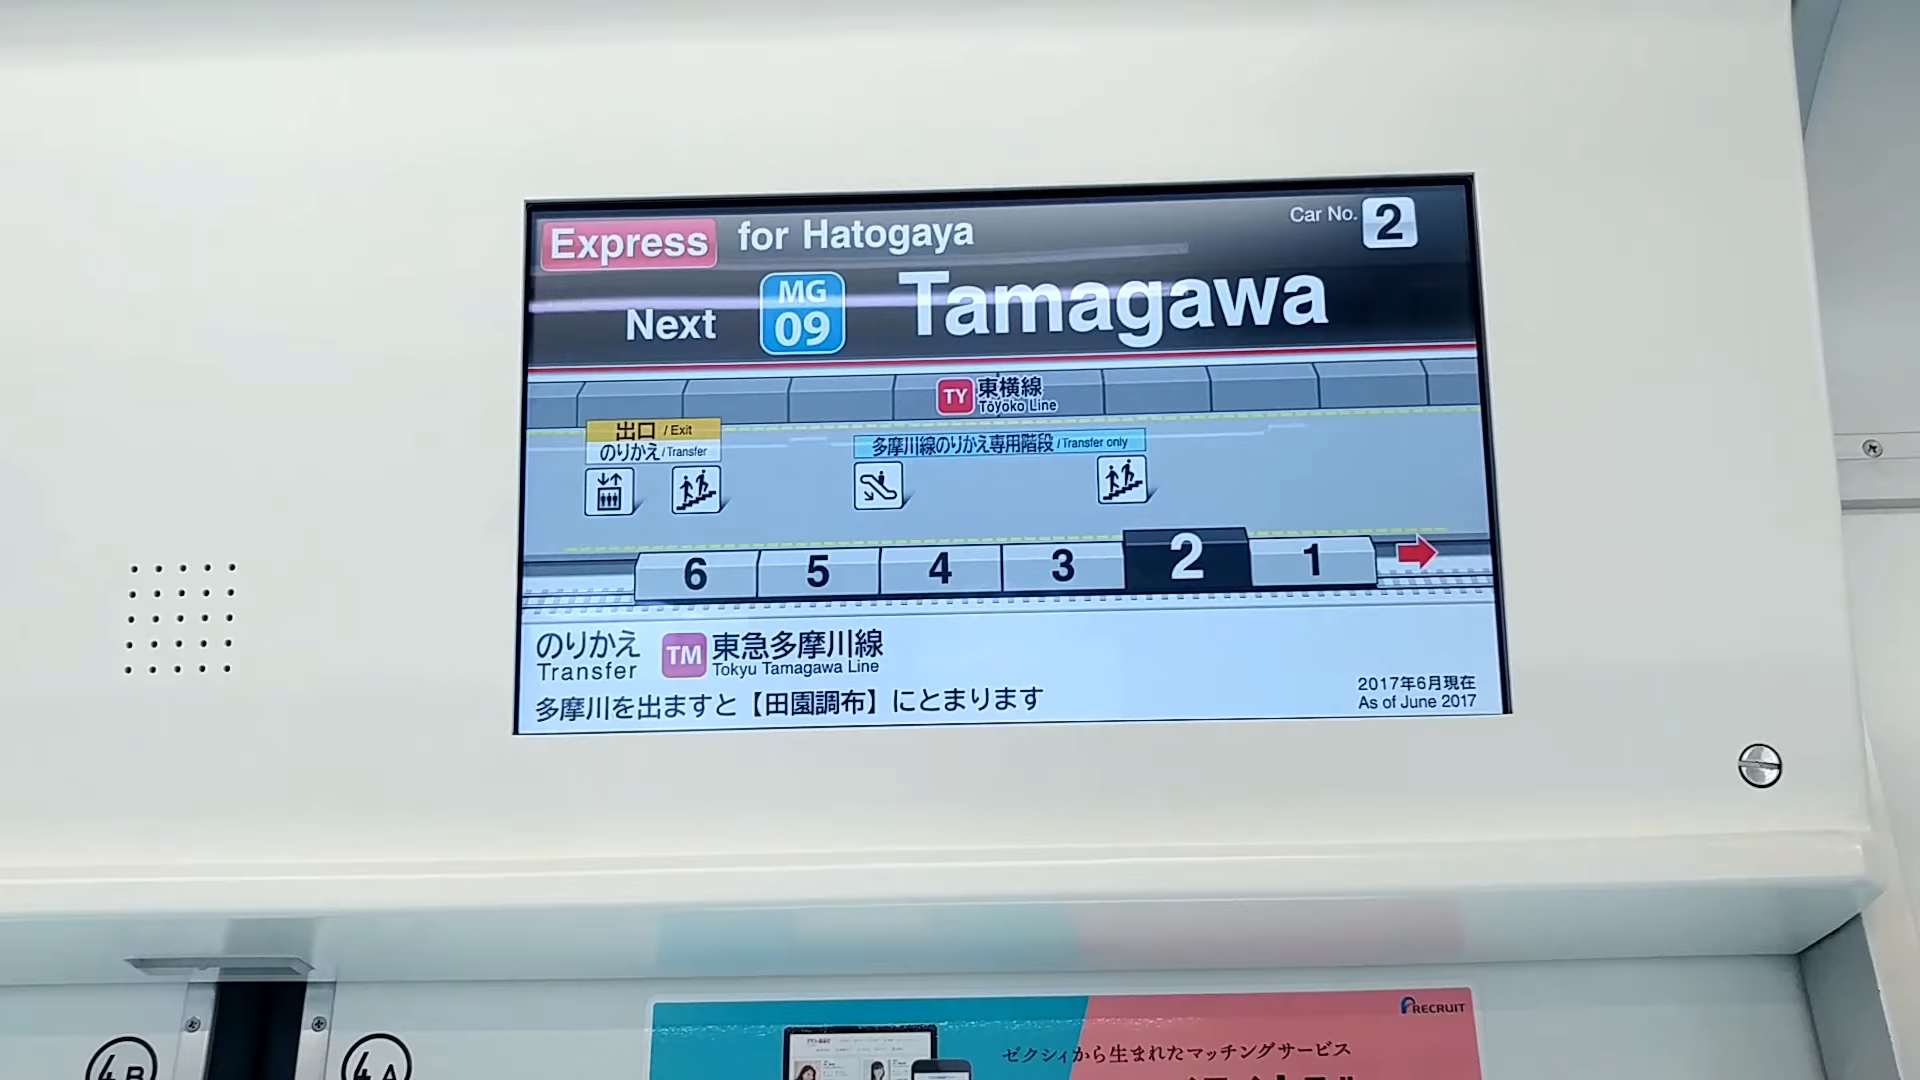 Express for Hatogaya
Car No. 2
Next MG 09 Tamagawa
TY 東横線
Tōyoko Line
出口 / Exit
のりかえ / Transfer
多摩川線のりかえ専用階段 / Transfer only
6 5 4 3 2 1
のりかえ
Transfer
TM 東急多摩川線
Tokyu Tamagawa Line
多摩川を出ますと【田園調布】にとまります
2017年6月現在
As of June 2017
4B
4A
RECRUIT
ゼクシィから生まれたマッチングサービス